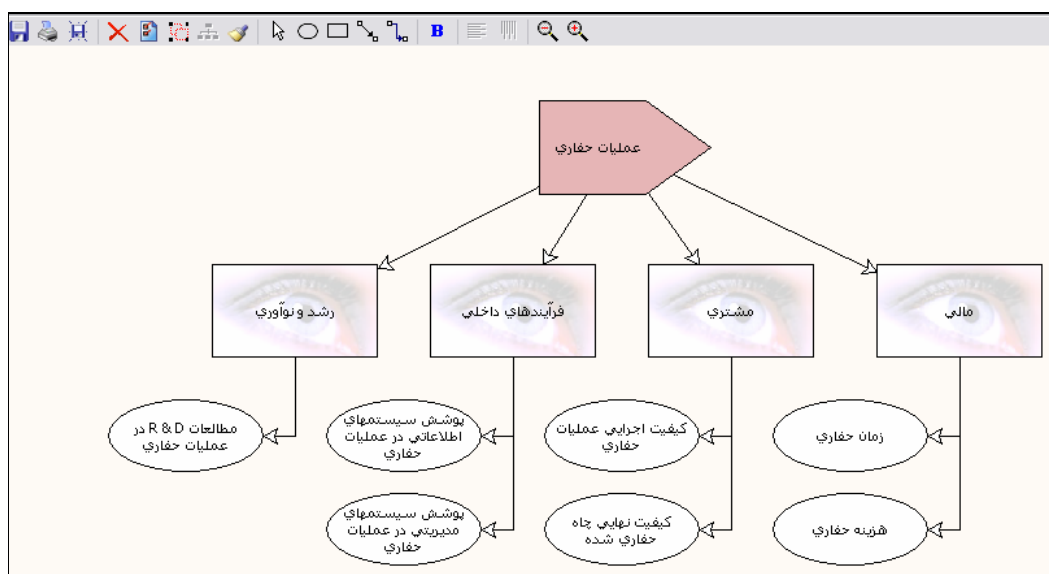 B
عمليات حفاري
مالي
مشتري
فرآيندهاي داخلي
رشد و نوآوري
زمان حفاري
كيفيت اجرايي عمليات
حفاري
پوشش سيستمهاي
اطلاعاتي در عمليات
حفاري
مطالعات R & D در
عمليات حفاري
هزينه حفاري
كيفيت نهايي چاه
حفاري شده
پوشش سيستمهاي
مديريتي در عمليات
حفاري